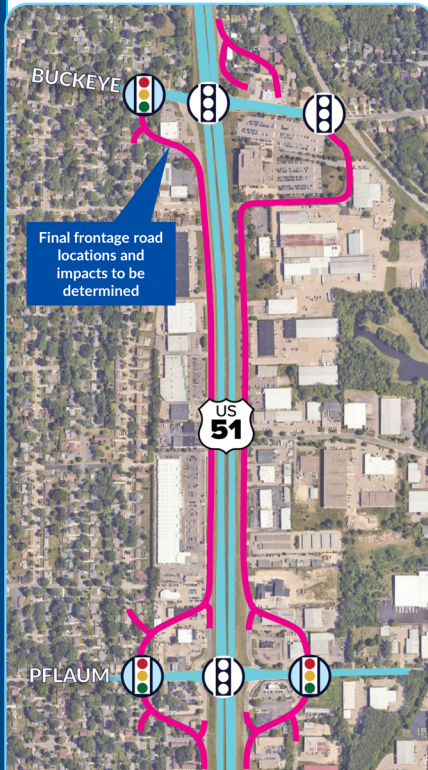 BUCKEYE
Final frontage road
locations and
impacts to be
determined
US
51
PFLAUM